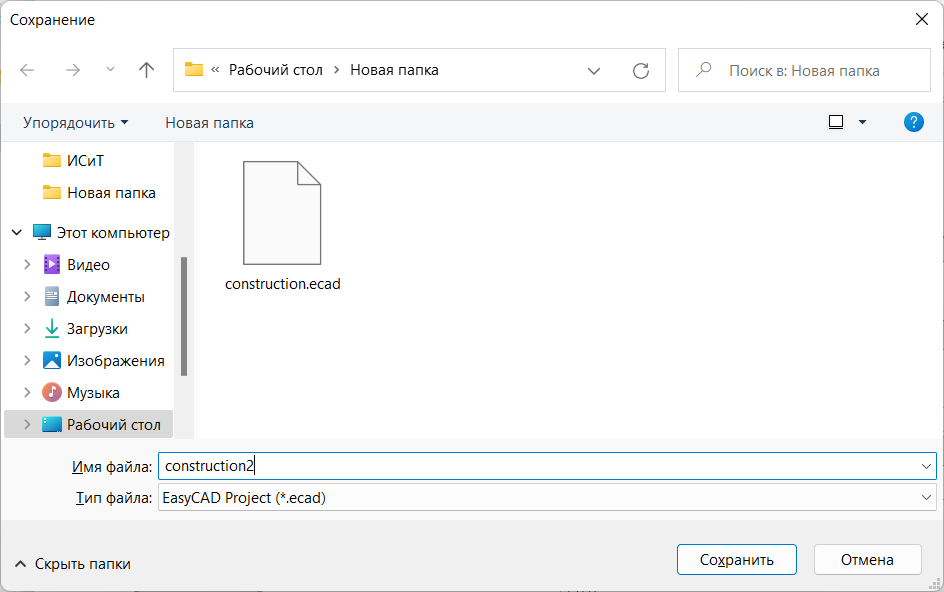 Сохранение
« Рабочий стол › Новая папка
Поиск в: Новая папка
Упорядочить
Новая папка
?
ИСиТ
Новая папка
Этот компьютер
Видео
Документы
Загрузки
Изображения
Музыка
Рабочий стол
construction.ecad
Имя файла: construction2
Тип файла: EasyCAD Project (*.ecad)
Скрыть папки
Сохранить
Отмена